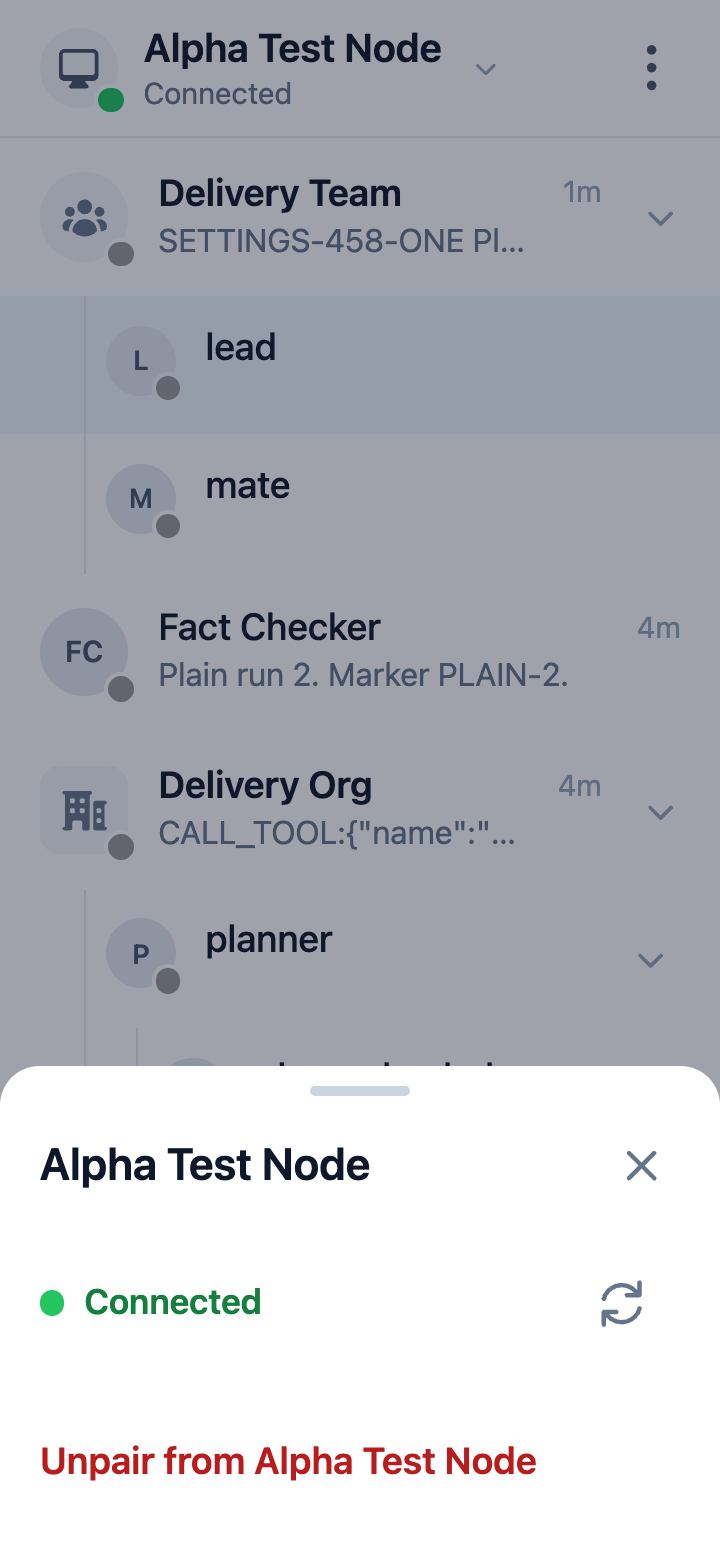 Alpha Test Node
Connected
Delivery Team
1m
SETTINGS-458-ONE Pl...
L
lead
M
mate
FC
Fact Checker
4m
Plain run 2. Marker PLAIN-2.
Delivery Org
4m
CALL_TOOL:{"name":"...
P
planner
Alpha Test Node
Connected
Unpair from Alpha Test Node